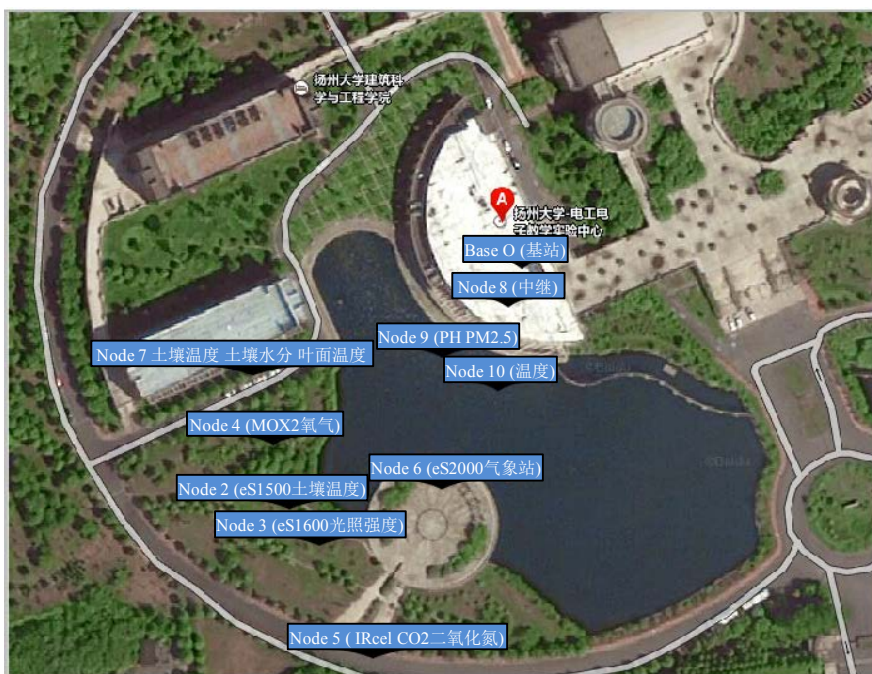 扬州大学建筑科
学与工程学院
A
扬州大学-电工电
子教学实验中心
Base O (基站)
Node 8 (中继)
Node 9 (PH PM2.5)
Node 7 土壤温度 土壤水分 叶面温度
Node 10 (温度)
©Baidu
Node 4 (MOX2氧气)
Node 6 (eS2000气象站)
©Baidu
Node 2 (eS1500土壤温度)
Node 3 (eS1600光照强度)
Node 5 ( IRcel CO2二氧化氮)